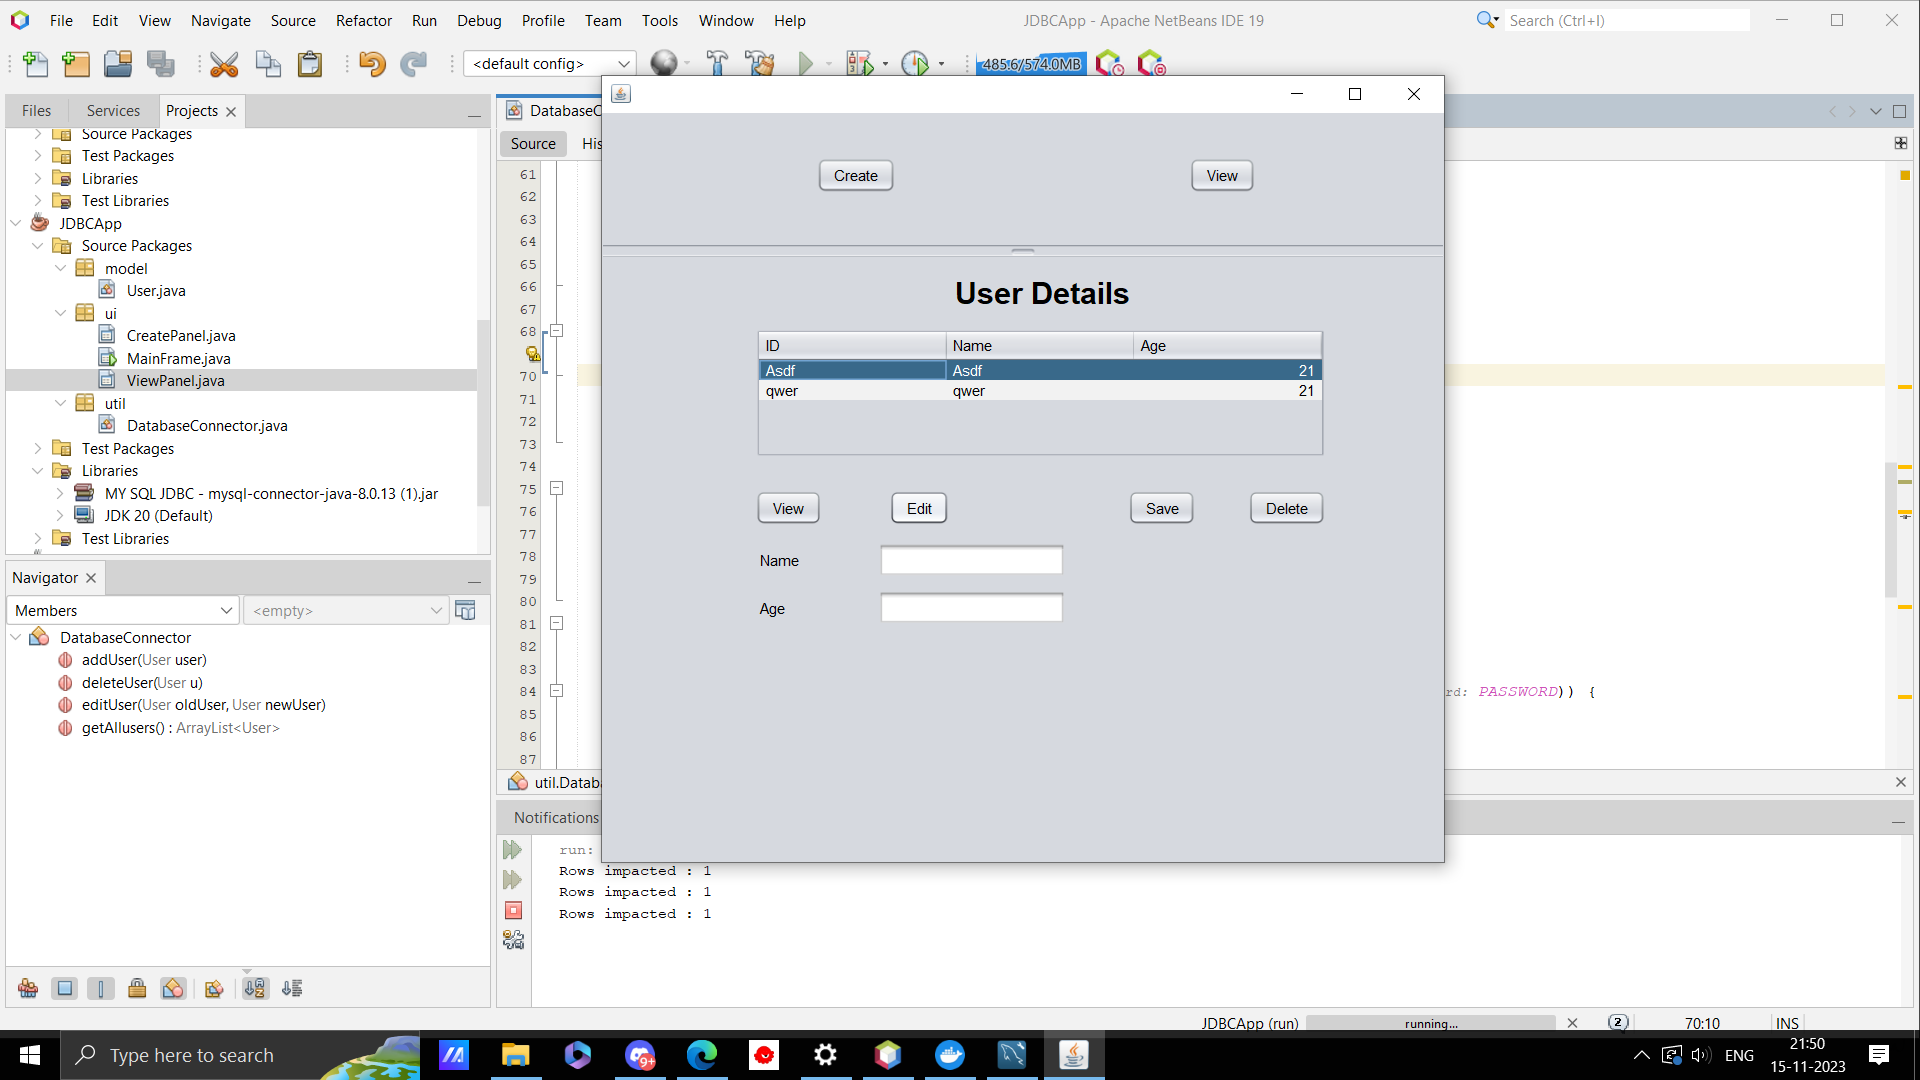 File Edit View Navigate Source Refactor Run Debug Profile Team Tools Window Help
JDBCApp - Apache NetBeans IDE 19
Search (Ctrl+I)
<default config>
485.6/574.0MB
Files Services Projects
Source Packages
Test Packages
Libraries
Test Libraries
JDBCApp
Source Packages
model
User.java
ui
CreatePanel.java
MainFrame.java
ViewPanel.java
util
DatabaseConnector.java
Test Packages
Libraries
MY SQL JDBC - mysql-connector-java-8.0.13 (1).jar
JDK 20 (Default)
Test Libraries
Navigator
Members
<empty>
DatabaseConnector
addUser(User user)
deleteUser(User u)
editUser(User oldUser, User newUser)
getAllusers() : ArrayList<User>
DatabaseC
Source His
61
62
63
64
65
66
67
68
70
71
72
73
74
75
76
77
78
79
80
81
82
83
84
85
86
87
rd: PASSWORD)) {
util.Datab
Create View
User Details
ID Name Age
Asdf Asdf 21
qwer qwer 21
View Edit Save Delete
Name
Age
Notifications
run:
Rows impacted : 1
Rows impacted : 1
Rows impacted : 1
JDBCApp (run) running... 2 70:10 INS
Type here to search
9+
ENG
21:50
15-11-2023